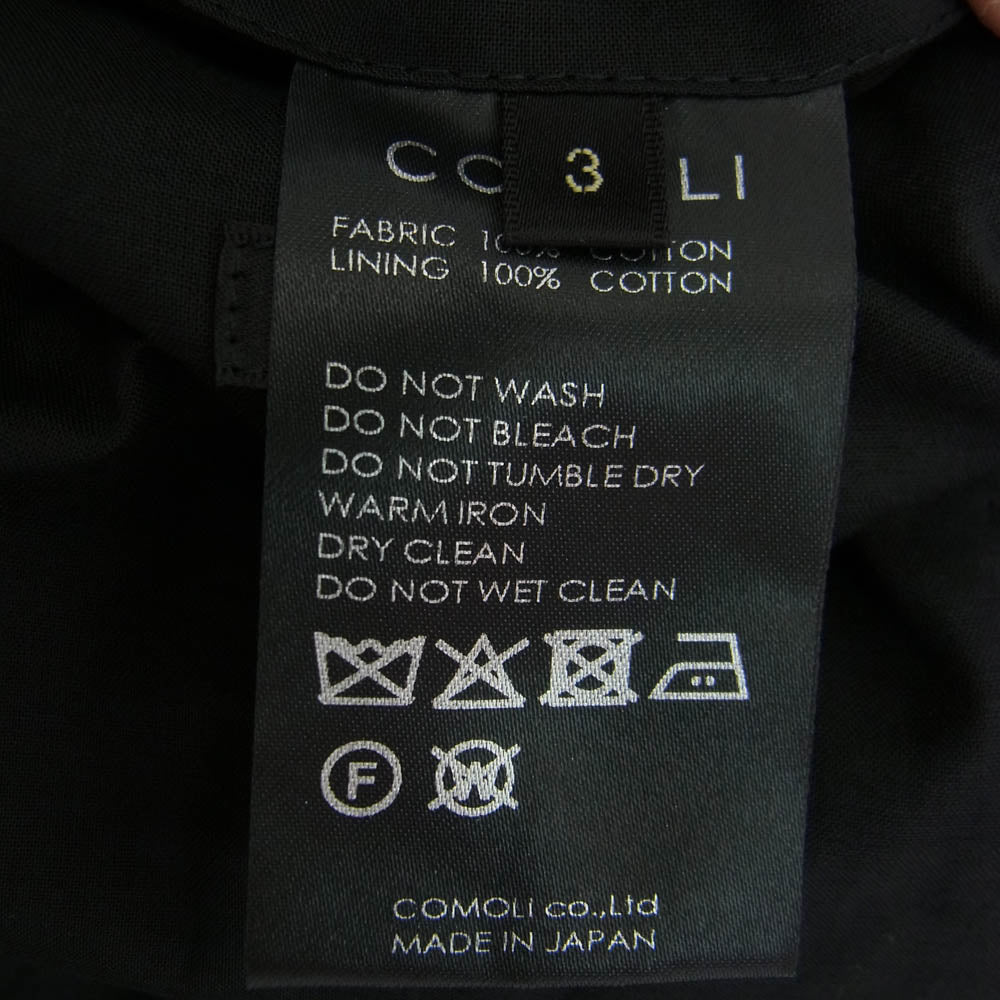 CO LI
3
FABRIC COTTON
LINING 100% COTTON
DO NOT WASH
DO NOT BLEACH
DO NOT TUMBLE DRY
WARM IRON
DRY CLEAN
DO NOT WET CLEAN
F W
COMOLI co.,Ltd
MADE IN JAPAN